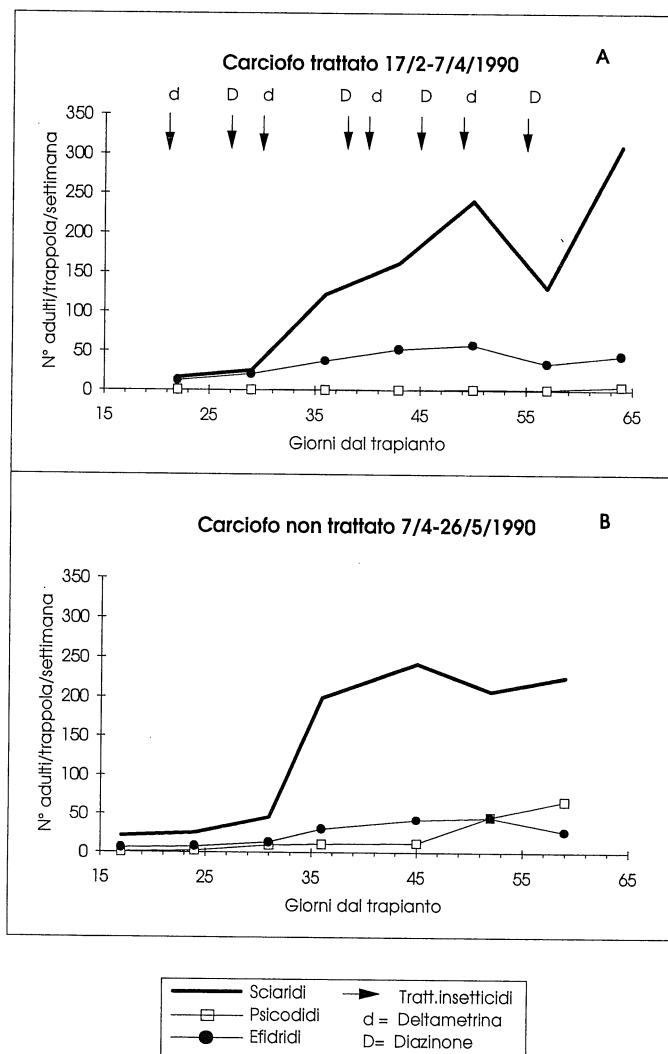 Carciofo trattato 17/2-7/4/1990 A
d D d D d D d D
N° adulti/trappola/settimana
350
300
250
200
150
100
50
0
15 25 35 45 55 65
Giorni dal trapianto
Carciofo non trattato 7/4-26/5/1990 B
N° adulti/trappola/settimana
350
300
250
200
150
100
50
0
15 25 35 45 55 65
Giorni dal trapianto
Sciaridi Tratt.insetticidi
Psicodidi d = Deltametrina
Efidridi D= Diazinone